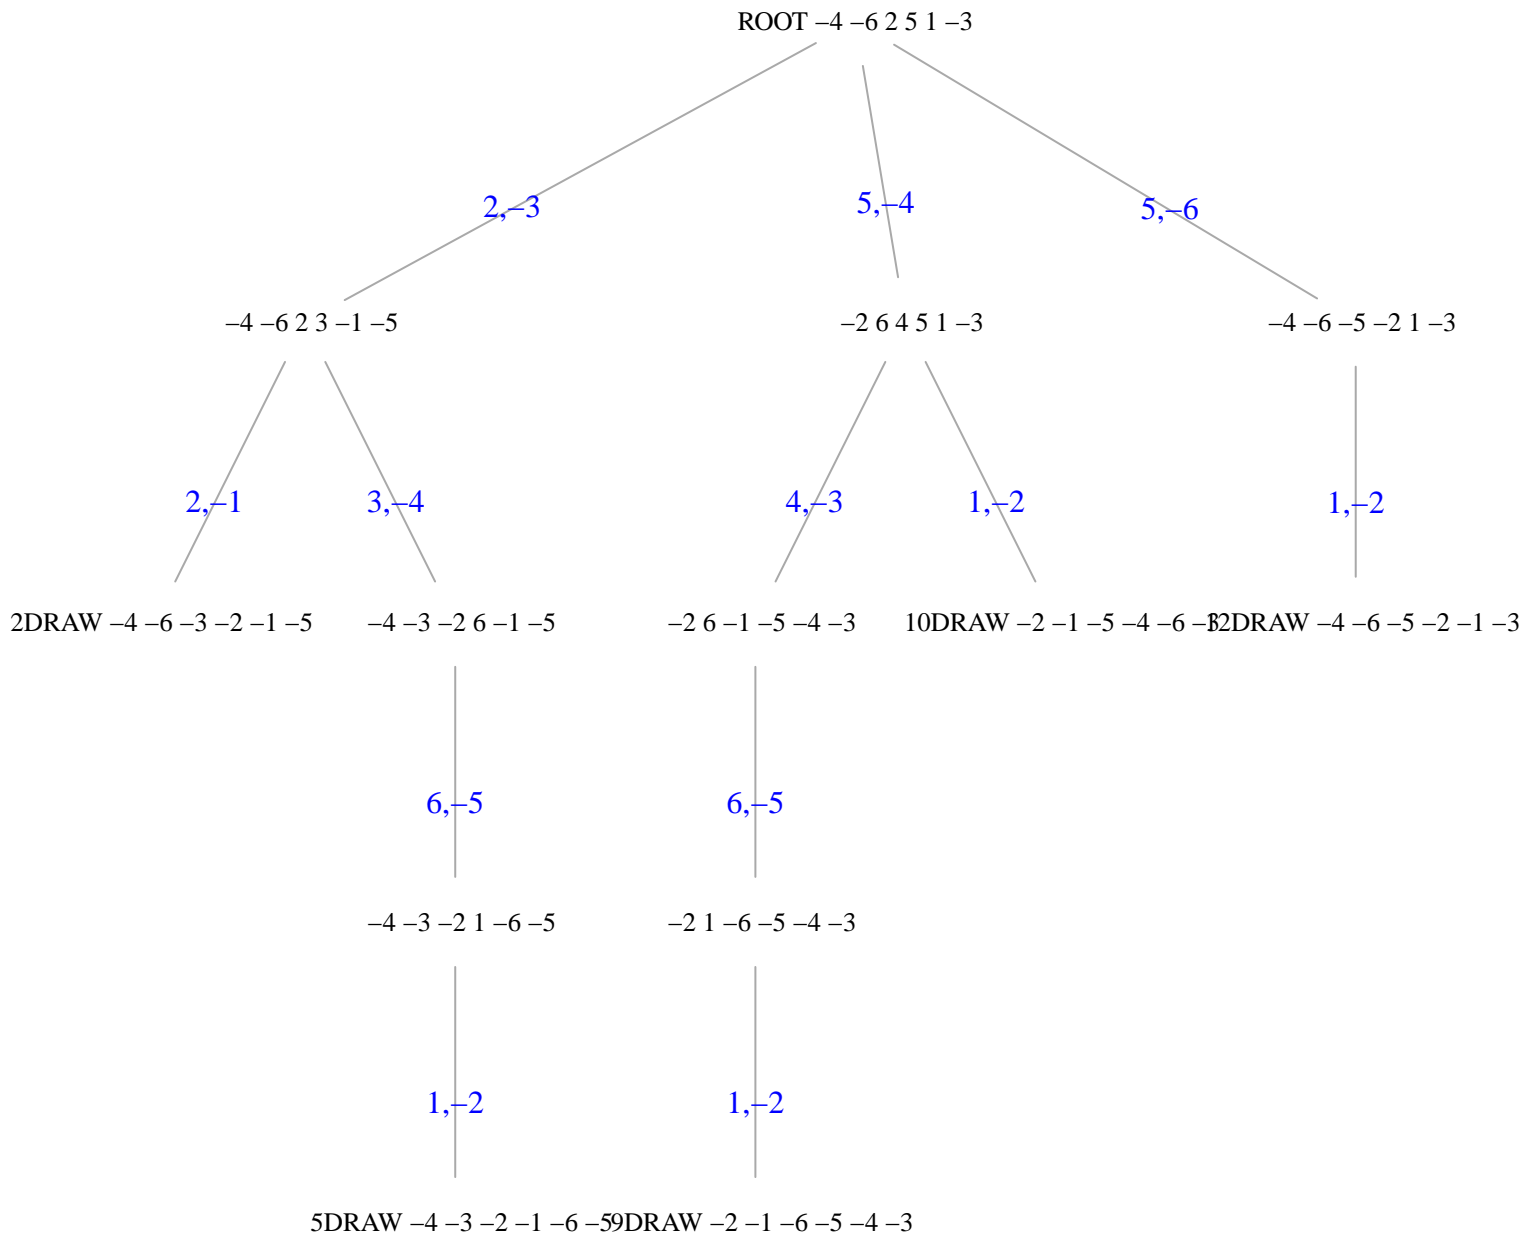 ROOT –4 –6 2 5 1 –3
2,–3
5,–4
5,–6
–4 –6 2 3 –1 –5
–2 6 4 5 1 –3
–4 –6 –5 –2 1 –3
2,–1
3,–4
4,–3
1,–2
1,–2
2DRAW –4 –6 –3 –2 –1 –5
–4 –3 –2 6 –1 –5
–2 6 –1 –5 –4 –3
10DRAW –2 –1 –5 –4 –6 –3
12DRAW –4 –6 –5 –2 –1 –3
6,–5
6,–5
–4 –3 –2 1 –6 –5
–2 1 –6 –5 –4 –3
1,–2
1,–2
5DRAW –4 –3 –2 –1 –6 –5
9DRAW –2 –1 –6 –5 –4 –3